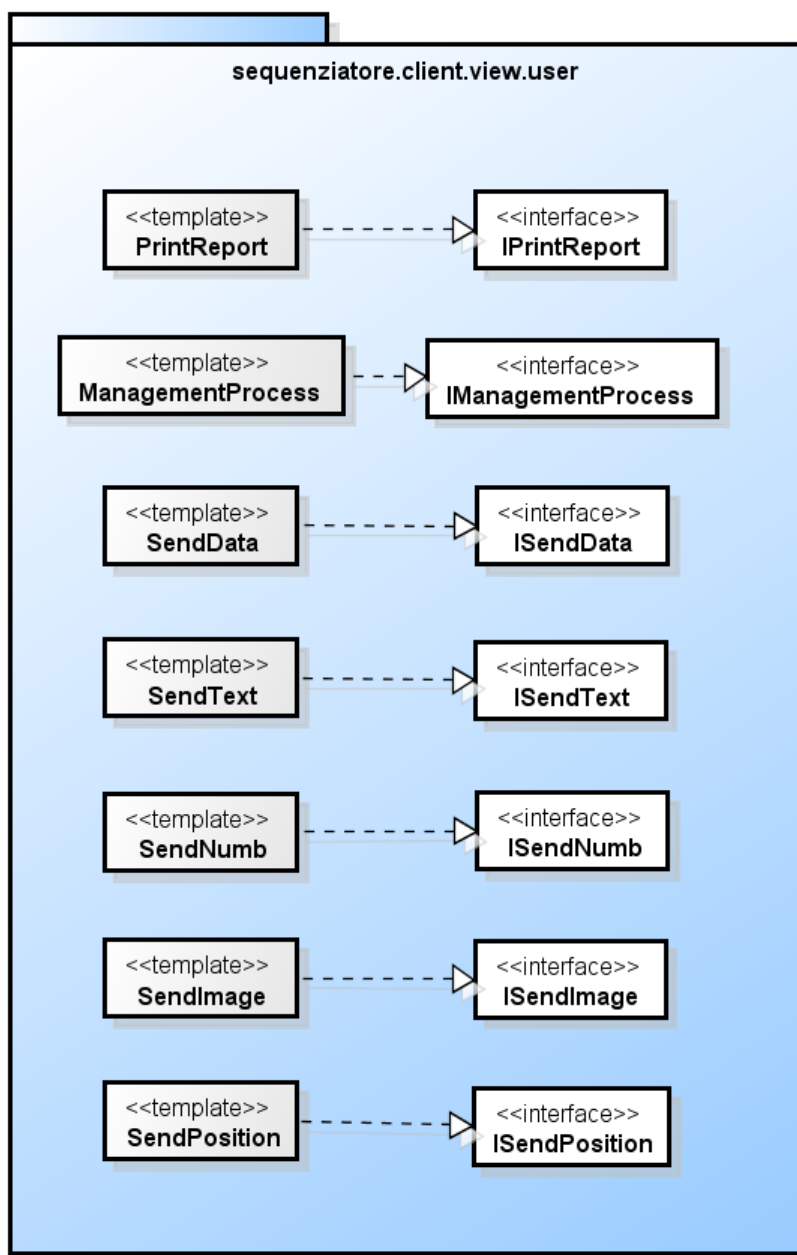 sequenziatore.client.view.user
<<template>>
PrintReport
<<interface>>
IPrintReport
<<template>>
ManagementProcess
<<interface>>
IManagementProcess
<<template>>
SendData
<<interface>>
ISendData
<<template>>
SendText
<<interface>>
ISendText
<<template>>
SendNumb
<<interface>>
ISendNumb
<<template>>
SendImage
<<interface>>
ISendImage
<<template>>
SendPosition
<<interface>>
ISendPosition